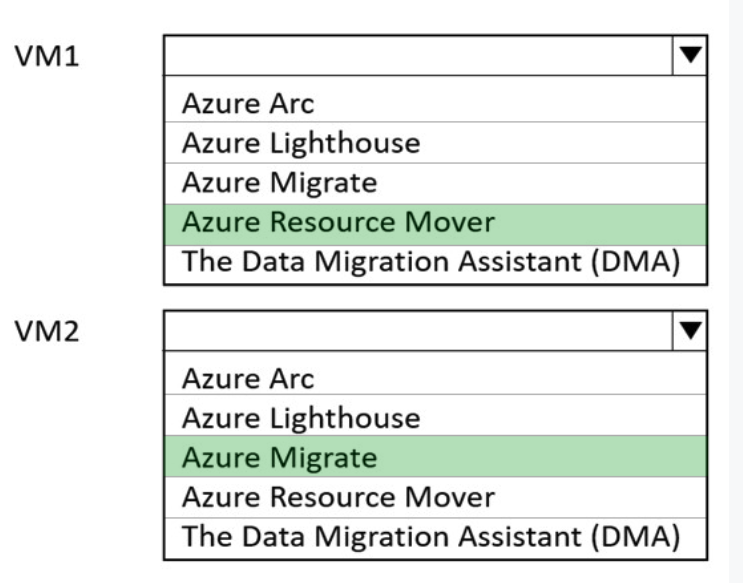 VM1
Azure Arc
Azure Lighthouse
Azure Migrate
Azure Resource Mover
The Data Migration Assistant (DMA)
VM2
Azure Arc
Azure Lighthouse
Azure Migrate
Azure Resource Mover
The Data Migration Assistant (DMA)